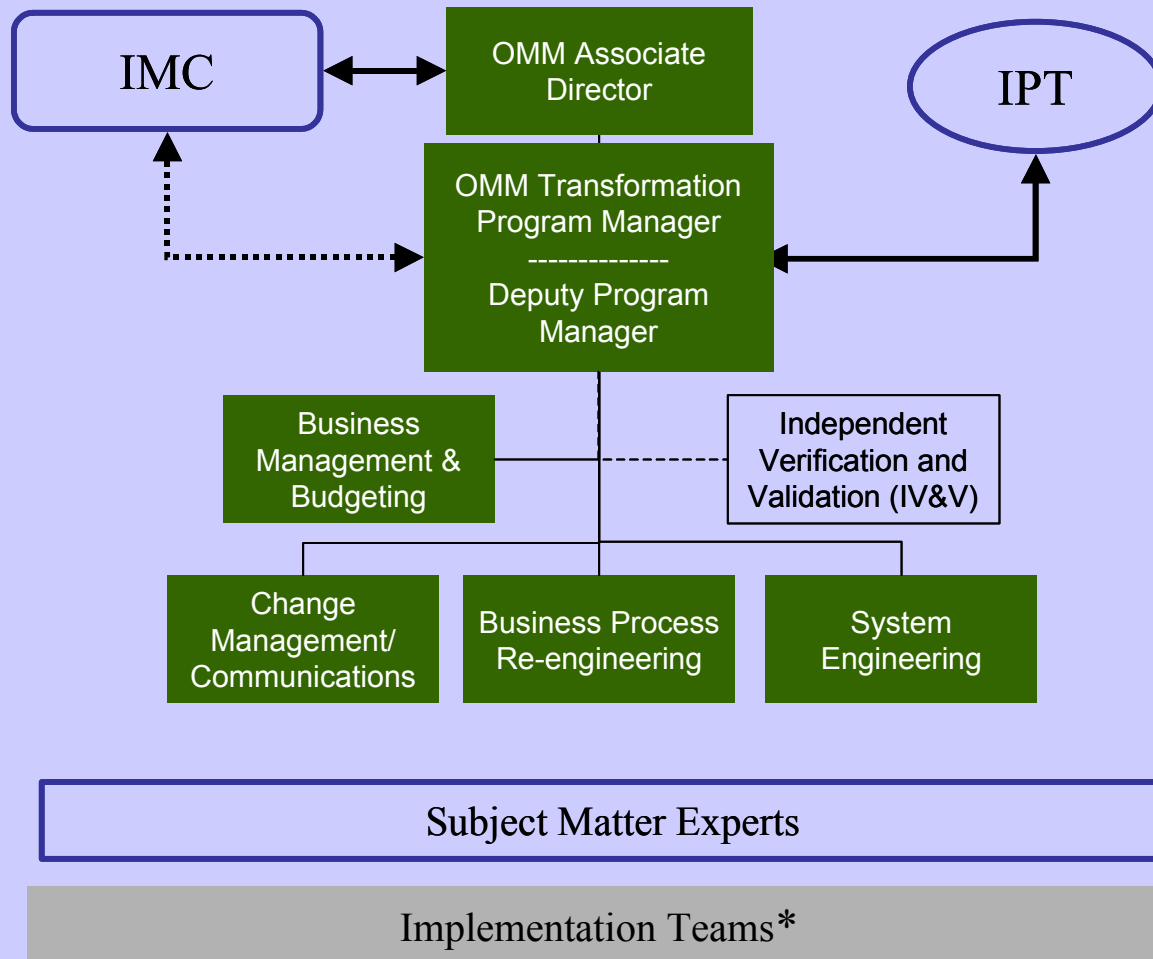 IMC
OMM Associate
Director
IPT
OMM Transformation
Program Manager
--------------
Deputy Program
Manager
Business
Management &
Budgeting
Independent
Verification and
Validation (IV&V)
Change
Management/
Communications
Business Process
Re-engineering
System
Engineering
Subject Matter Experts
Implementation Teams*